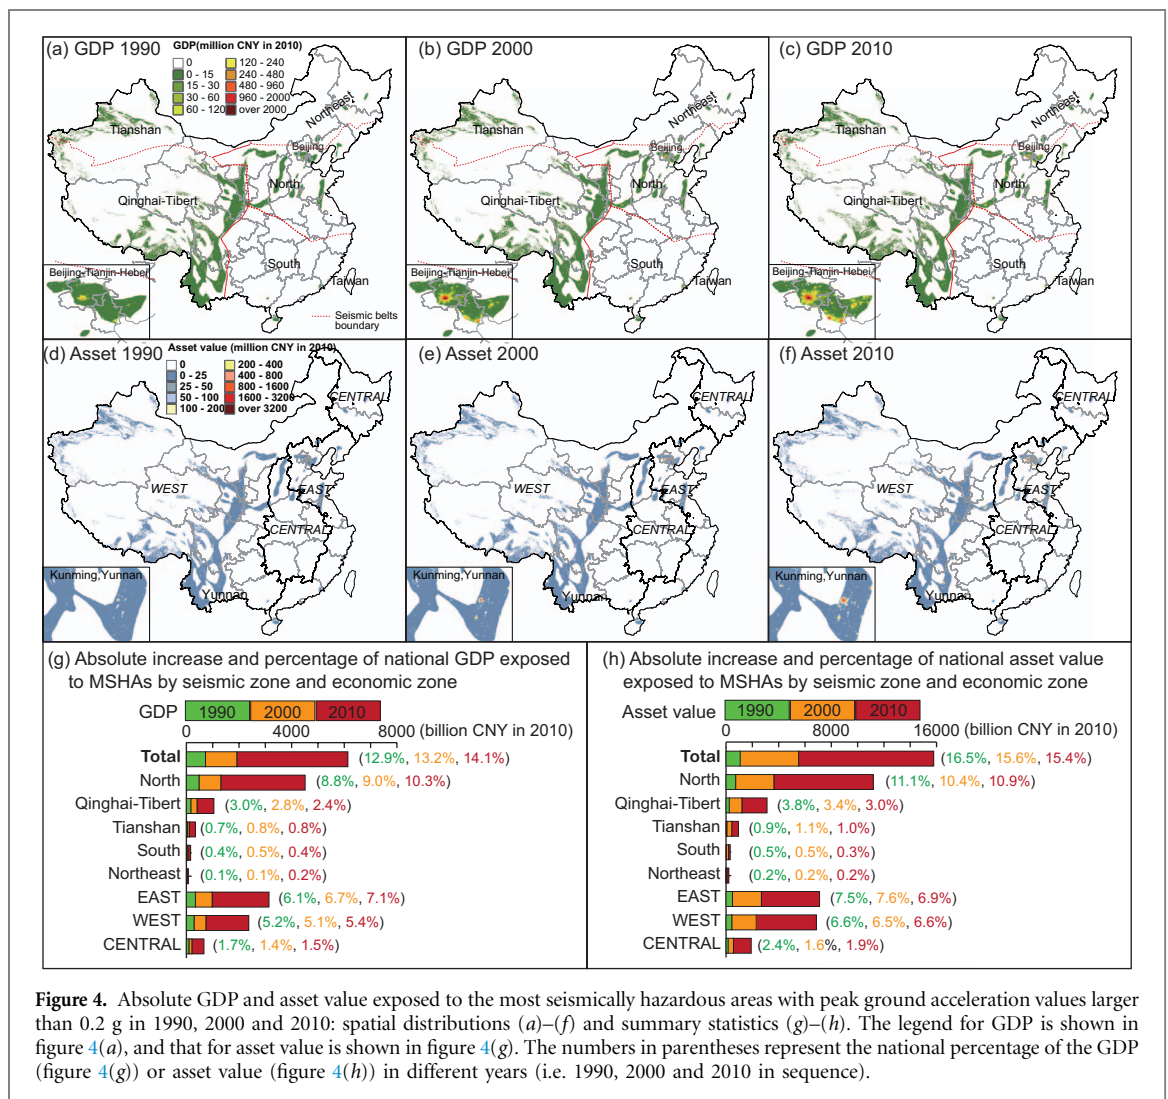 (a) GDP 1990
GDP(million CNY in 2010)
0
0 - 15
15 - 30
30 - 60
60 - 120
120 - 240
240 - 480
480 - 960
960 - 2000
over 2000
Tianshan
Northeast
Beijing
North
Qinghai-Tibert
South
Taiwan
Beijing-Tianjin-Hebei
Seismic belts
boundary
(b) GDP 2000
Tianshan
Northeast
Beijing
North
Qinghai-Tibert
South
Taiwan
Beijing-Tianjin-Hebei
(c) GDP 2010
Tianshan
Northeast
Beijing
North
Qinghai-Tibert
South
Taiwan
Beijing-Tianjin-Hebei
(d) Asset 1990
Asset value (million CNY in 2010)
0
0 - 25
25 - 50
50 - 100
100 - 200
200 - 400
400 - 800
800 - 1600
1600 - 3200
over 3200
CENTRAL
WEST
EAST
CENTRAL
Kunming,Yunnan
Yunnan
(e) Asset 2000
CENTRAL
WEST
EAST
CENTRAL
Kunming,Yunnan
Yunnan
(f) Asset 2010
CENTRAL
WEST
EAST
CENTRAL
Kunming,Yunnan
Yunnan
(g) Absolute increase and percentage of national GDP exposed
to MSHAs by seismic zone and economic zone
GDP 1990 2000 2010
0 4000 8000 (billion CNY in 2010)
Total (12.9%, 13.2%, 14.1%)
North (8.8%, 9.0%, 10.3%)
Qinghai-Tibert (3.0%, 2.8%, 2.4%)
Tianshan (0.7%, 0.8%, 0.8%)
South (0.4%, 0.5%, 0.4%)
Northeast (0.1%, 0.1%, 0.2%)
EAST (6.1%, 6.7%, 7.1%)
WEST (5.2%, 5.1%, 5.4%)
CENTRAL (1.7%, 1.4%, 1.5%)
(h) Absolute increase and percentage of national asset value
exposed to MSHAs by seismic zone and economic zone
Asset value 1990 2000 2010
0 8000 16000 (billion CNY in 2010)
Total (16.5%, 15.6%, 15.4%)
North (11.1%, 10.4%, 10.9%)
Qinghai-Tibert (3.8%, 3.4%, 3.0%)
Tianshan (0.9%, 1.1%, 1.0%)
South (0.5%, 0.5%, 0.3%)
Northeast (0.2%, 0.2%, 0.2%)
EAST (7.5%, 7.6%, 6.9%)
WEST (6.6%, 6.5%, 6.6%)
CENTRAL (2.4%, 1.6%, 1.9%)
Figure 4. Absolute GDP and asset value exposed to the most seismically hazardous areas with peak ground acceleration values larger
than 0.2 g in 1990, 2000 and 2010: spatial distributions (a)–(f) and summary statistics (g)–(h). The legend for GDP is shown in
figure 4(a), and that for asset value is shown in figure 4(g). The numbers in parentheses represent the national percentage of the GDP
(figure 4(g)) or asset value (figure 4(h)) in different years (i.e. 1990, 2000 and 2010 in sequence).